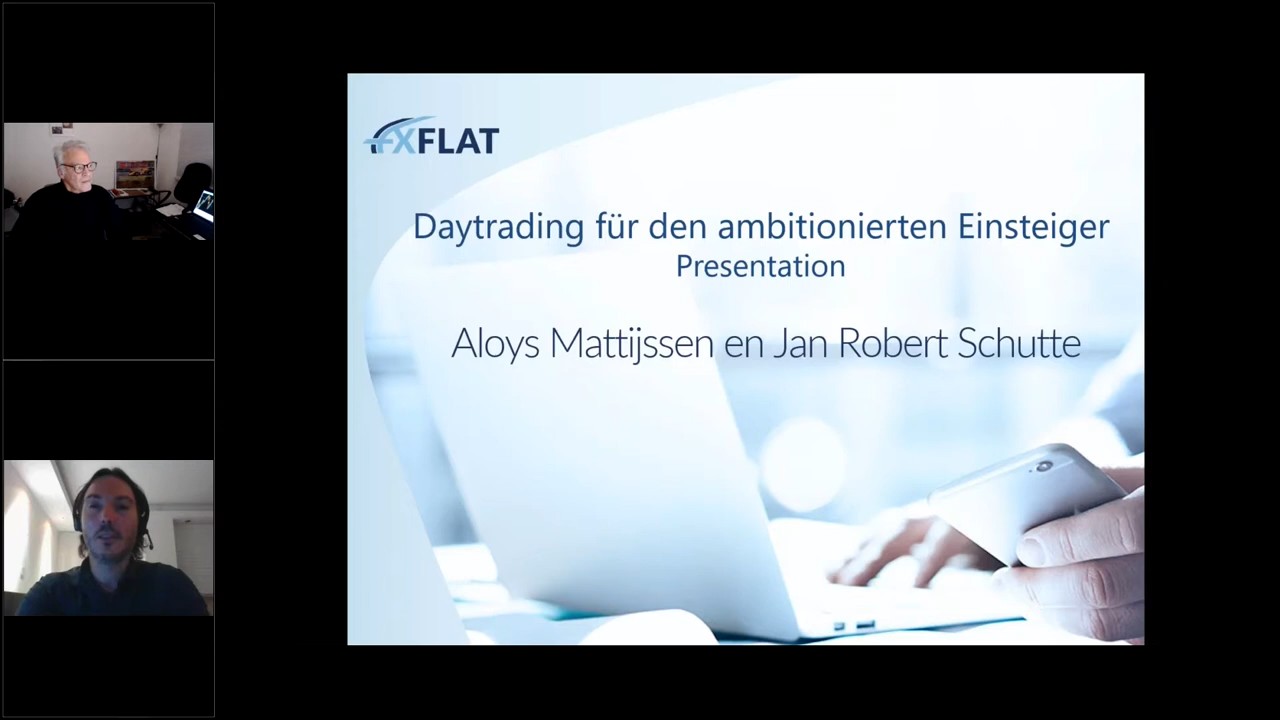 FXFLAT
Daytrading für den ambitionierten Einsteiger
Presentation
Aloys Mattijssen en Jan Robert Schutte